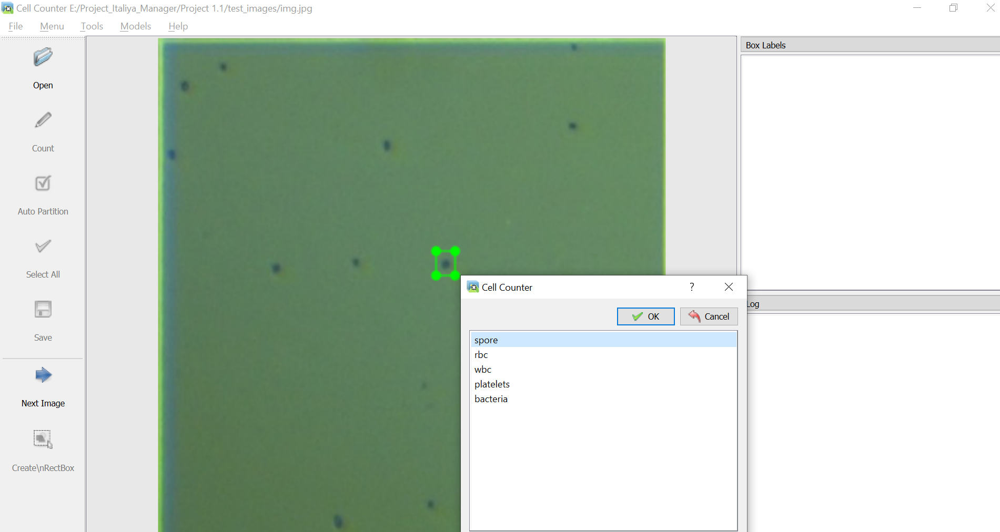 Cell Counter E:/Project_Italiya_Manager/Project 1.1/test_images/img.jpg
File Menu Tools Models Help
Open
Count
Auto Partition
Select All
Save
Next Image
Create\nRectBox
Box Labels
Log
Cell Counter ?
OK Cancel
spore
rbc
wbc
platelets
bacteria